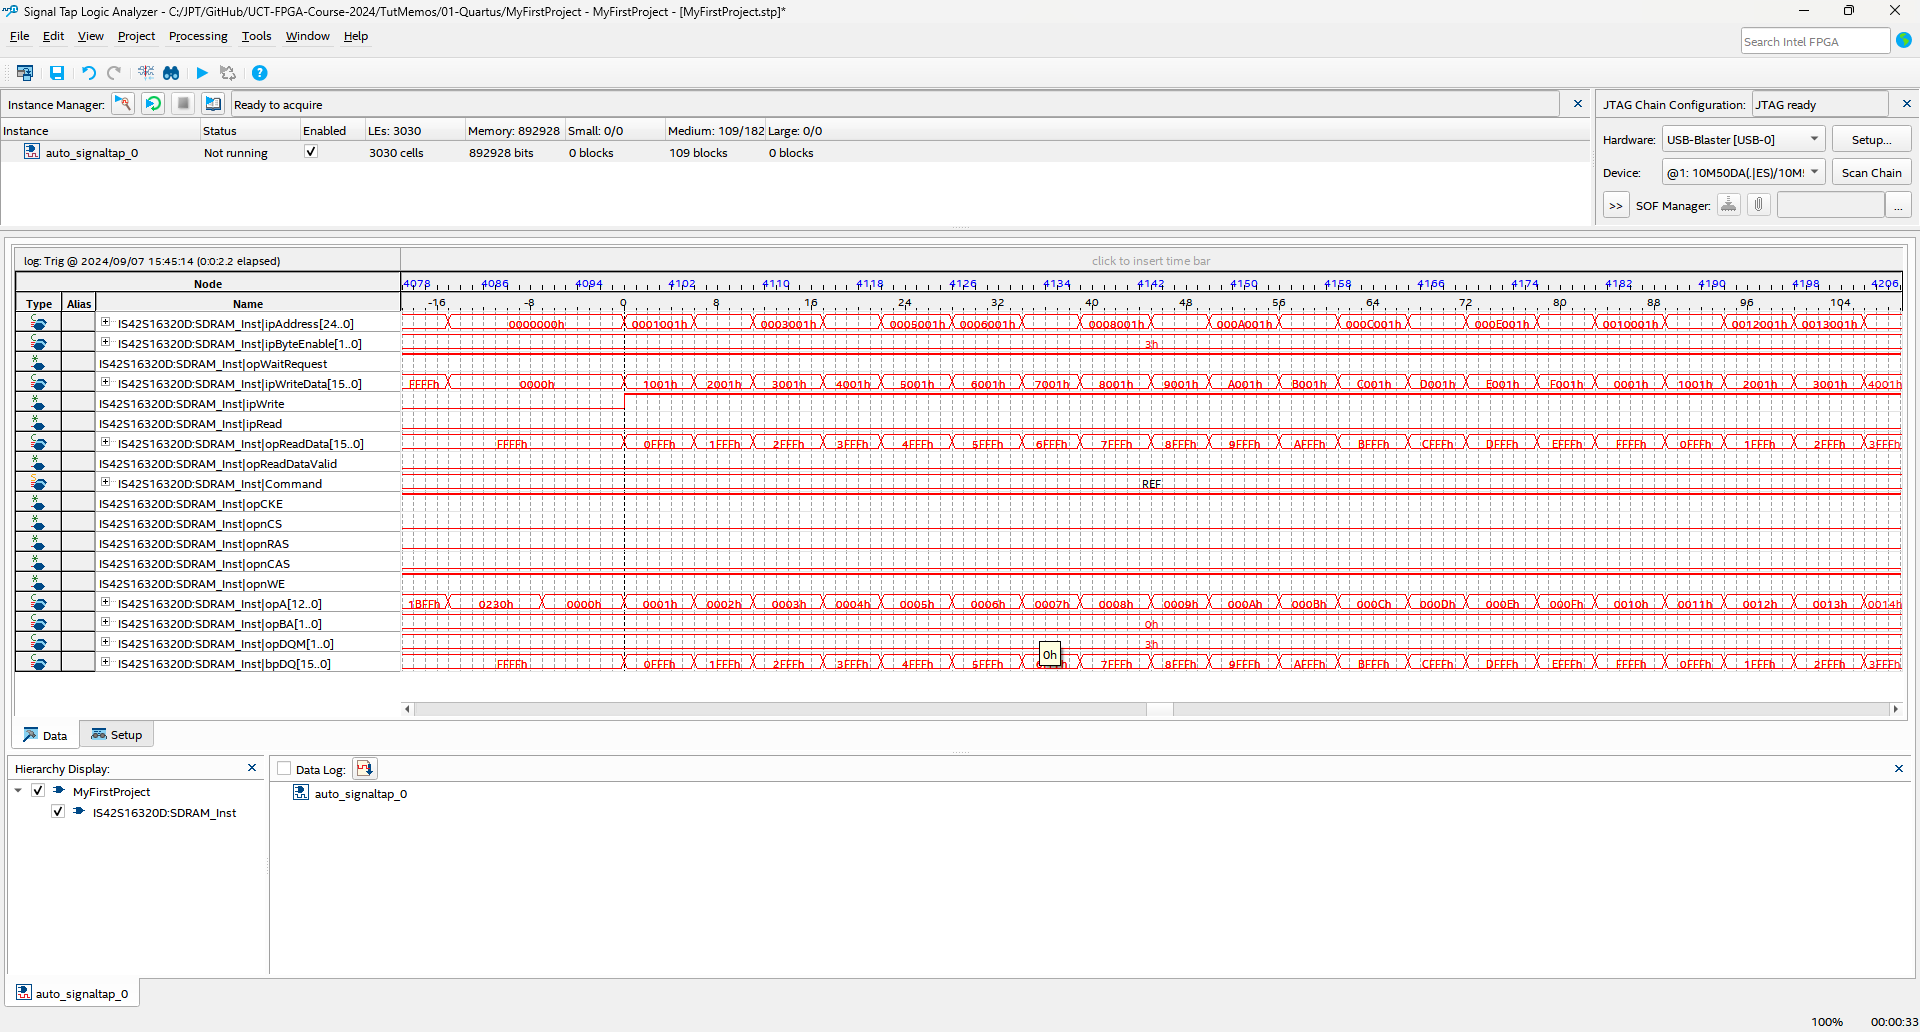 Signal Tap Logic Analyzer - C:/JPT/GitHub/UCT-FPGA-Course-2024/TutMemos/01-Quartus/MyFirstProject - MyFirstProject - [MyFirstProject.stp]*
File Edit View Project Processing Tools Window Help
Search Intel FPGA
Instance Manager: Ready to acquire
JTAG Chain Configuration: JTAG ready
Instance Status Enabled LEs: 3030 Memory: 892928 Small: 0/0 Medium: 109/182 Large: 0/0
auto_signaltap_0 Not running 3030 cells 892928 bits 0 blocks 109 blocks 0 blocks
Hardware: USB-Blaster [USB-0] Setup...
Device: @1: 10M50DA(.|ES)/10M! Scan Chain
>> SOF Manager: ...
log: Trig @ 2024/09/07 15:45:14 (0:0:2.2 elapsed) click to insert time bar
Node 4078 4086 4094 4102 4110 4118 4126 4134 4142 4150 4158 4166 4174 4182 4190 4198 4206
Type Alias Name -16 -8 0 8 16 24 32 40 48 56 64 72 80 88 96 104
IS42S16320D:SDRAM_Inst|ipAddress[24..0] 0000000h 0001001h 0003001h 0005001h 0006001h 0008001h 000A001h 000C001h 000E001h 0010001h 0012001h 0013001h
IS42S16320D:SDRAM_Inst|ipByteEnable[1..0] 3h
IS42S16320D:SDRAM_Inst|opWaitRequest
IS42S16320D:SDRAM_Inst|ipWriteData[15..0] FFFFh 0000h 1001h 2001h 3001h 4001h 5001h 6001h 7001h 8001h 9001h A001h B001h C001h D001h E001h F001h 0001h 1001h 2001h 3001h 4001h
IS42S16320D:SDRAM_Inst|ipWrite
IS42S16320D:SDRAM_Inst|ipRead
IS42S16320D:SDRAM_Inst|opReadData[15..0] FFFFh 0FFFh 1FFFh 2FFFh 3FFFh 4FFFh 5FFFh 6FFFh 7FFFh 8FFFh 9FFFh AFFFh BFFFh CFFFh DFFFh EFFFh FFFFh 0FFFh 1FFFh 2FFFh 3FFFh
IS42S16320D:SDRAM_Inst|opReadDataValid
IS42S16320D:SDRAM_Inst|Command REF
IS42S16320D:SDRAM_Inst|opCKE
IS42S16320D:SDRAM_Inst|opnCS
IS42S16320D:SDRAM_Inst|opnRAS
IS42S16320D:SDRAM_Inst|opnCAS
IS42S16320D:SDRAM_Inst|opnWE
IS42S16320D:SDRAM_Inst|opA[12..0] 1BFFh 0230h 0000h 0001h 0002h 0003h 0004h 0005h 0006h 0007h 0008h 0009h 000Ah 000Bh 000Ch 000Dh 000Eh 000Fh 0010h 0011h 0012h 0013h 0014h
IS42S16320D:SDRAM_Inst|opBA[1..0] 0h
IS42S16320D:SDRAM_Inst|opDQM[1..0] 3h
0h
IS42S16320D:SDRAM_Inst|bpDQ[15..0] FFFFh 0FFFh 1FFFh 2FFFh 3FFFh 4FFFh 5FFFh 7FFFh 8FFFh 9FFFh AFFFh BFFFh CFFFh DFFFh EFFFh FFFFh 0FFFh 1FFFh 2FFFh 3FFFh
Data Setup
Hierarchy Display:
MyFirstProject
IS42S16320D:SDRAM_Inst
Data Log:
auto_signaltap_0
auto_signaltap_0
100% 00:00:33